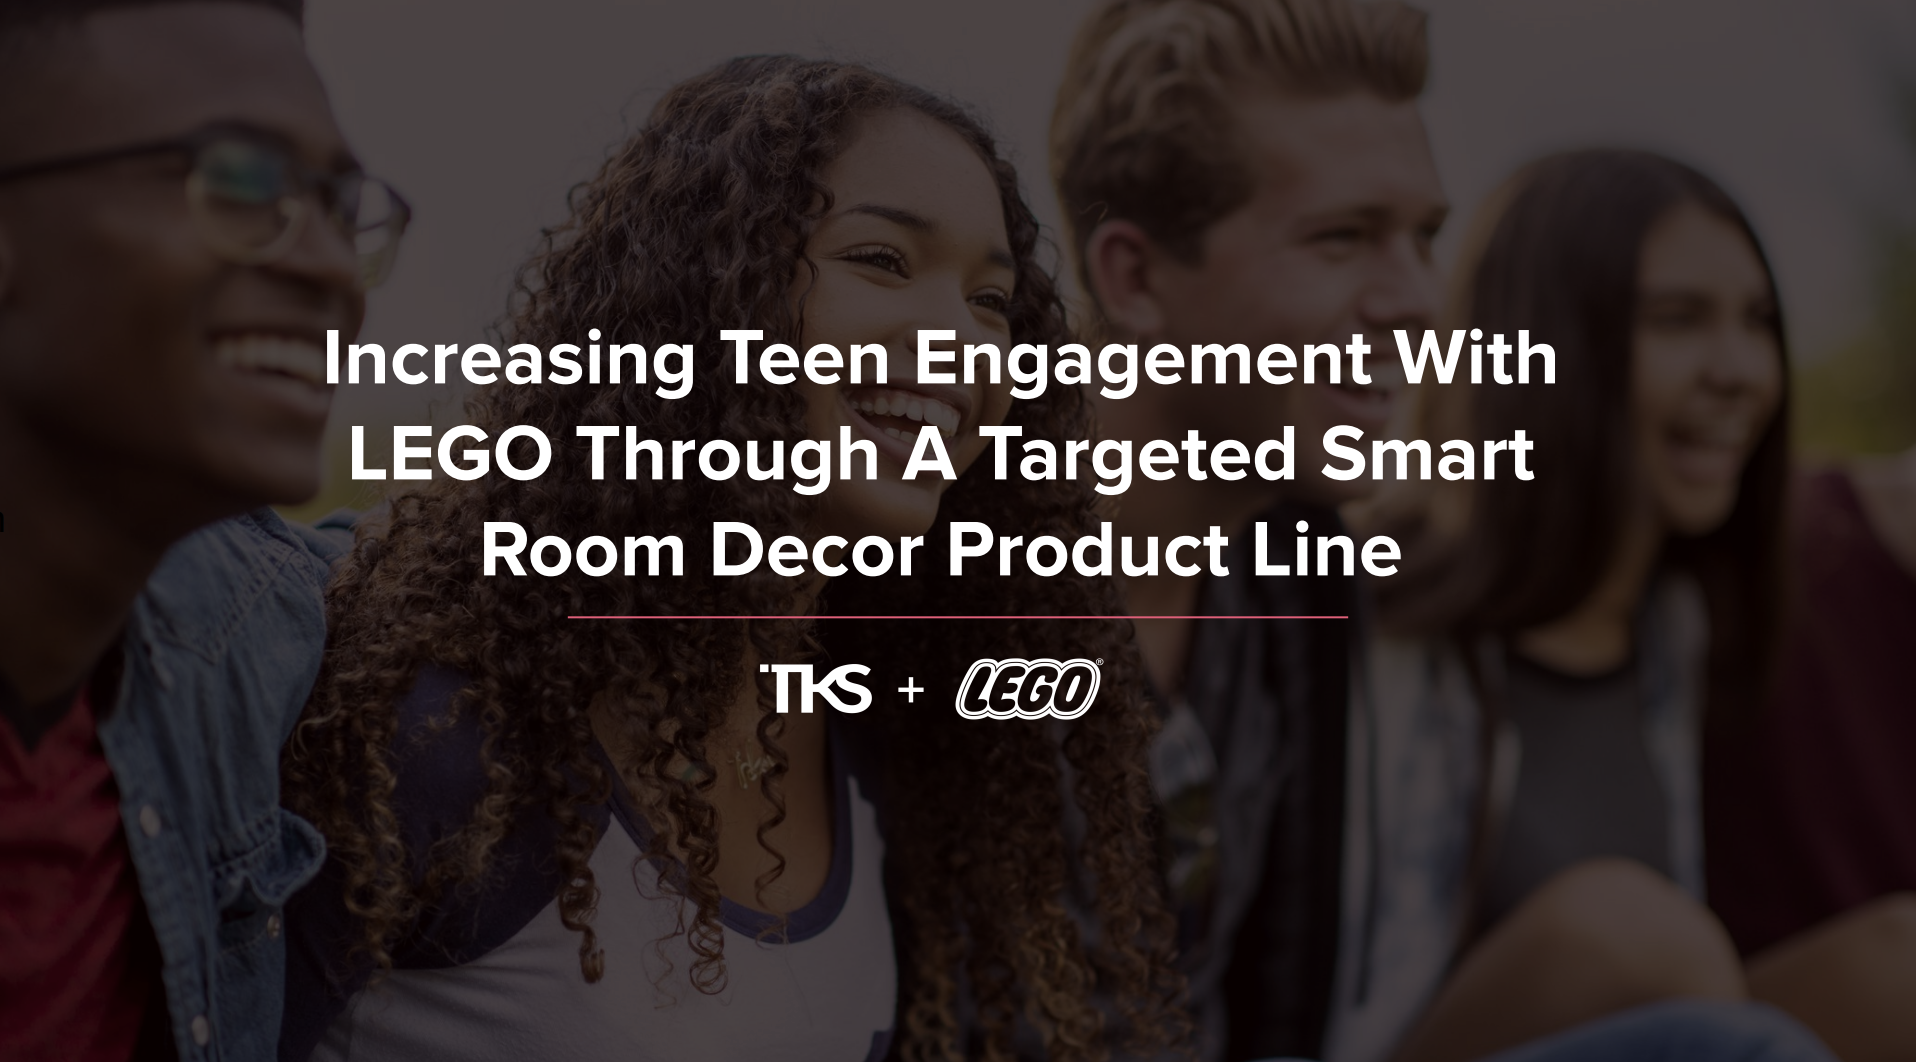 Increasing Teen Engagement With
LEGO Through A Targeted Smart
Room Decor Product Line
TKS + LEGO®